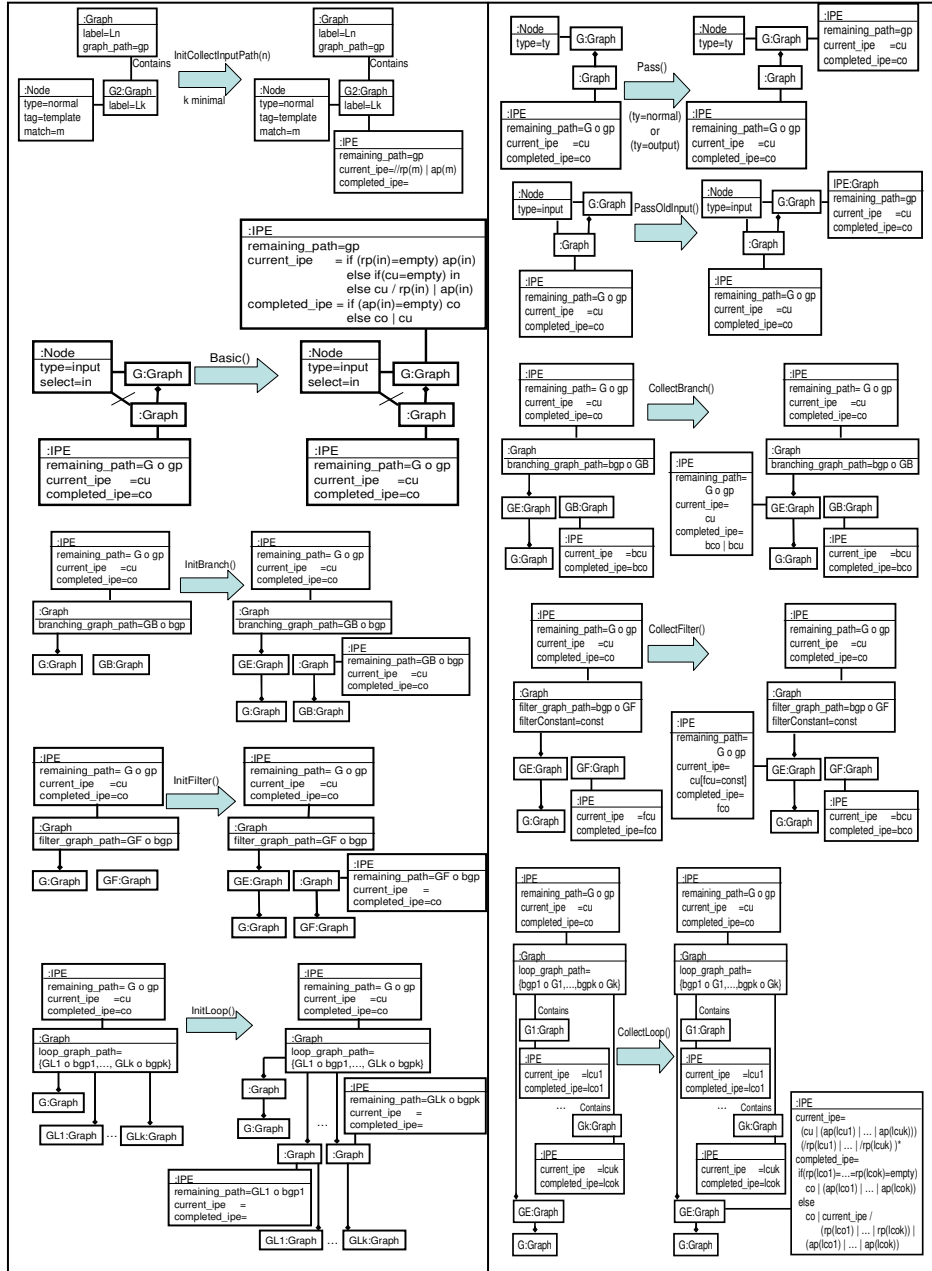 :Graph
label=Ln
graph_path=gp
Contains
:Node
type=normal
tag=template
match=m
G2:Graph
label=Lk
InitCollectInputPath(n)
k minimal
:Graph
label=Ln
graph_path=gp
Contains
:Node
type=normal
tag=template
match=m
G2:Graph
label=Lk
:IPE
remaining_path=gp
current_ipe=//rp(m) | ap(m)
completed_ipe=
:IPE
remaining_path=gp
current_ipe = if (rp(in)=empty) ap(in)
else if(cu=empty) in
else cu / rp(in) | ap(in)
completed_ipe = if (ap(in)=empty) co
else co | cu
:Node
type=input
select=in
G:Graph
:Graph
:IPE
remaining_path=G o gp
current_ipe =cu
completed_ipe=co
Basic()
:Node
type=input
select=in
G:Graph
:Graph
:IPE
remaining_path=G o gp
current_ipe =cu
completed_ipe=co
:IPE
remaining_path= G o gp
current_ipe =cu
completed_ipe=co
:Graph
branching_graph_path=GB o bgp
G:Graph
GB:Graph
InitBranch()
:IPE
remaining_path= G o gp
current_ipe =cu
completed_ipe=co
:Graph
branching_graph_path=GB o bgp
GE:Graph
:Graph
G:Graph
GB:Graph
:IPE
remaining_path=GB o bgp
current_ipe =cu
completed_ipe=co
:IPE
remaining_path= G o gp
current_ipe =cu
completed_ipe=co
:Graph
filter_graph_path=GF o bgp
G:Graph
GF:Graph
InitFilter()
:IPE
remaining_path= G o gp
current_ipe =cu
completed_ipe=co
:Graph
filter_graph_path=GF o bgp
GE:Graph
:Graph
G:Graph
GF:Graph
:IPE
remaining_path=GF o bgp
current_ipe =
completed_ipe=co
:IPE
remaining_path= G o gp
current_ipe =cu
completed_ipe=co
:Graph
loop_graph_path=
{GL1 o bgp1,..., GLk o bgpk}
G:Graph
GL1:Graph
...
GLk:Graph
InitLoop()
:IPE
remaining_path= G o gp
current_ipe =cu
completed_ipe=co
:Graph
loop_graph_path=
{GL1 o bgp1,..., GLk o bgpk}
:Graph
G:Graph
...
:IPE
remaining_path=GLk o bgpk
current_ipe =
completed_ipe=
:Graph
...
:Graph
:IPE
remaining_path=GL1 o bgp1
current_ipe =
completed_ipe=
GL1:Graph
...
GLk:Graph
:Node
type=ty
G:Graph
:Graph
:IPE
remaining_path=G o gp
current_ipe =cu
completed_ipe=co
Pass()
(ty=normal)
or
(ty=output)
:Node
type=ty
G:Graph
:Graph
:IPE
remaining_path=gp
current_ipe =cu
completed_ipe=co
:IPE
remaining_path=G o gp
current_ipe =cu
completed_ipe=co
:Node
type=input
G:Graph
:Graph
:IPE
remaining_path=G o gp
current_ipe =cu
completed_ipe=co
PassOldInput()
:Node
type=input
G:Graph
:Graph
IPE:Graph
remaining_path=gp
current_ipe =cu
completed_ipe=co
:IPE
remaining_path=G o gp
current_ipe =cu
completed_ipe=co
:IPE
remaining_path= G o gp
current_ipe =cu
completed_ipe=co
:Graph
branching_graph_path=bgp o GB
GE:Graph
GB:Graph
G:Graph
:IPE
current_ipe =bcu
completed_ipe=bco
CollectBranch()
:IPE
remaining_path= G o gp
current_ipe =cu
completed_ipe=co
:Graph
branching_graph_path=bgp o GB
:IPE
remaining_path=
G o gp
current_ipe=
cu
completed_ipe=
bco | bcu
GE:Graph
GB:Graph
G:Graph
:IPE
current_ipe =bcu
completed_ipe=bco
:IPE
remaining_path=G o gp
current_ipe =cu
completed_ipe=co
:Graph
filter_graph_path=bgp o GF
filterConstant=const
GE:Graph
GF:Graph
G:Graph
:IPE
current_ipe =fcu
completed_ipe=fco
CollectFilter()
:IPE
remaining_path=G o gp
current_ipe =cu
completed_ipe=co
:Graph
filter_graph_path=bgp o GF
filterConstant=const
:IPE
remaining_path=
G o gp
current_ipe=
cu[fcu=const]
completed_ipe=
fco
GE:Graph
GF:Graph
G:Graph
:IPE
current_ipe =bcu
completed_ipe=bco
:IPE
remaining_path=G o gp
current_ipe =cu
completed_ipe=co
:Graph
loop_graph_path=
{bgp1 o G1,...,bgpk o Gk}
Contains
G1:Graph
:IPE
current_ipe =lcu1
completed_ipe=lco1
...
Contains
Gk:Graph
:IPE
current_ipe =lcuk
completed_ipe=lcok
GE:Graph
G:Graph
CollectLoop()
:IPE
remaining_path=G o gp
current_ipe =cu
completed_ipe=co
:Graph
loop_graph_path=
{bgp1 o G1,...,bgpk o Gk}
Contains
G1:Graph
:IPE
current_ipe =lcu1
completed_ipe=lco1
...
Contains
Gk:Graph
:IPE
current_ipe =lcuk
completed_ipe=lcok
GE:Graph
G:Graph
:IPE
current_ipe=
(cu | (ap(lcu1) | ... | ap(lcuk)))
(/rp(lcu1) | ... | /rp(lcuk) )*
completed_ipe=
if(rp(lco1)=...=rp(lcok)=empty)
co | (ap(lco1) | ... | ap(lcok))
else
co | current_ipe /
(rp(lco1) | ... | rp(lcok)) |
(ap(lco1) | ... | ap(lcok))